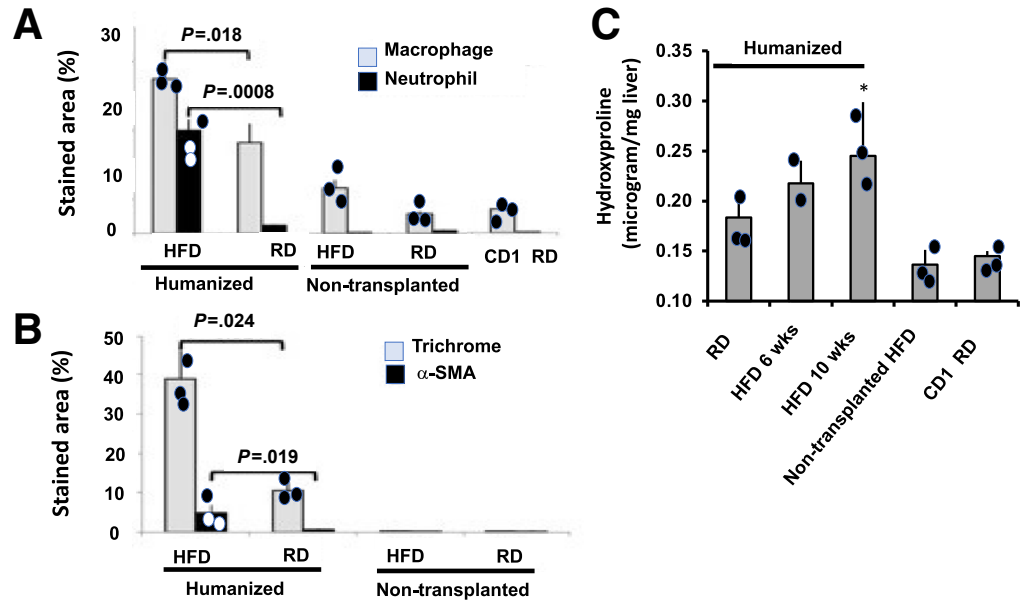 A
30
20
10
0
Stained area (%)
P=.018
P=.0008
Macrophage
Neutrophil
HFD RD HFD RD CD1 RD
Humanized Non-transplanted
B
50
40
30
20
10
0
Stained area (%)
P=.024
P=.019
Trichrome
α-SMA
HFD RD HFD RD
Humanized Non-transplanted
C
0.35
0.30
0.25
0.20
0.15
0.10
Hydroxyproline
(microgram/mg liver)
Humanized
*
RD
HFD 6 wks
HFD 10 wks
Non-transplanted HFD
CD1 RD